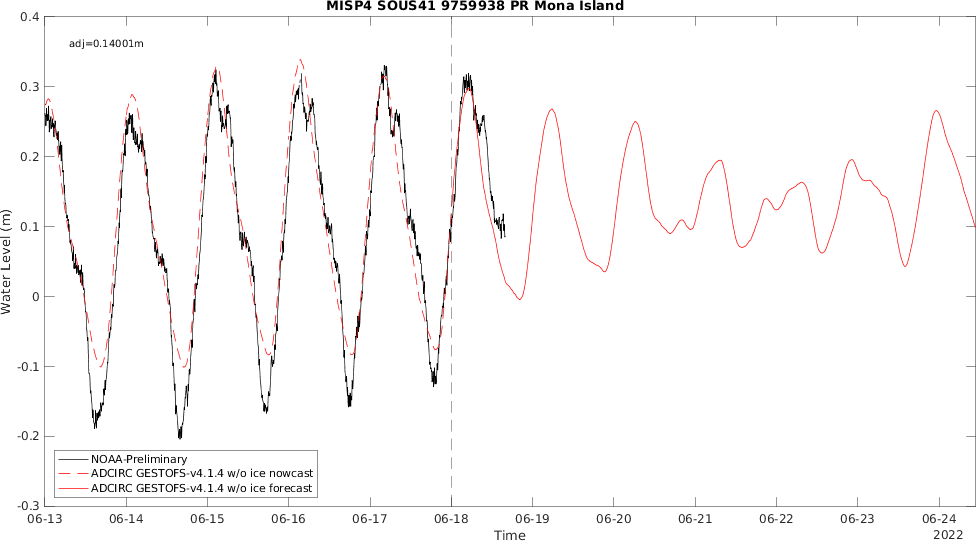 MISP4 SOUS41 9759938 PR Mona Island
0.4
adj=0.14001m
0.3
0.2
0.1
0
-0.1
-0.2
-0.3
Water Level (m)
NOAA-Preliminary
ADCIRC GESTOFS-v4.1.4 w/o ice nowcast
ADCIRC GESTOFS-v4.1.4 w/o ice forecast
06-13 06-14 06-15 06-16 06-17 06-18 06-19 06-20 06-21 06-22 06-23 06-24
Time
2022